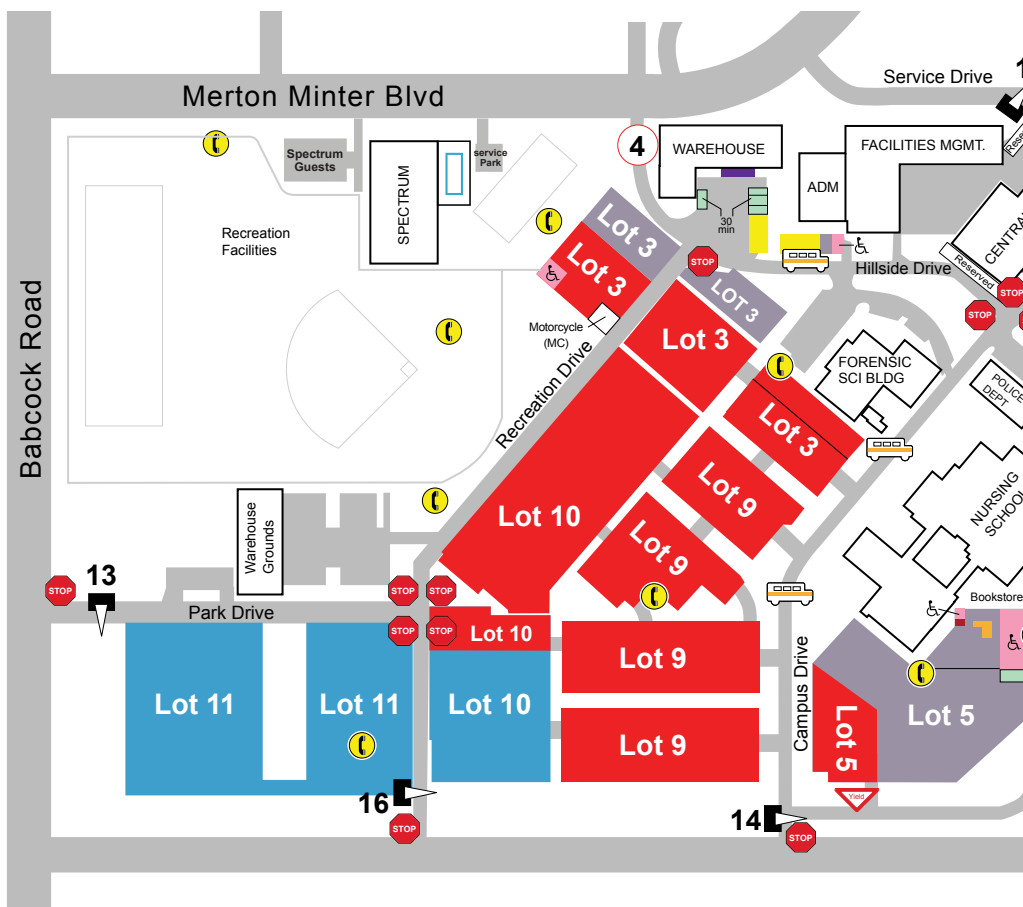 Service Drive
1
Merton Minter Blvd
4
WAREHOUSE
FACILITIES MGMT.
Spectrum
Guests
service
Park
SPECTRUM
ADM
30
min
Recreation
Facilities
Lot 3
Lot 3
STOP
Hillside Drive
CENTRAL
Reserved
STOP
STOP
LOT 3
Motorcycle
(MC)
Lot 3
Recreation Drive
FORENSIC
SCI BLDG
POLICE
DEPT
Lot 3
Babcock Road
Lot 9
NURSING
SCHOOL
Lot 10
Warehouse
Grounds
Lot 9
STOP
13
STOP
STOP
Park Drive
Bookstore
STOP
STOP
Lot 10
Lot 9
Campus Drive
Lot 11
Lot 11
Lot 10
Lot 5
Lot 5
Lot 9
16
Yield
14
STOP
STOP